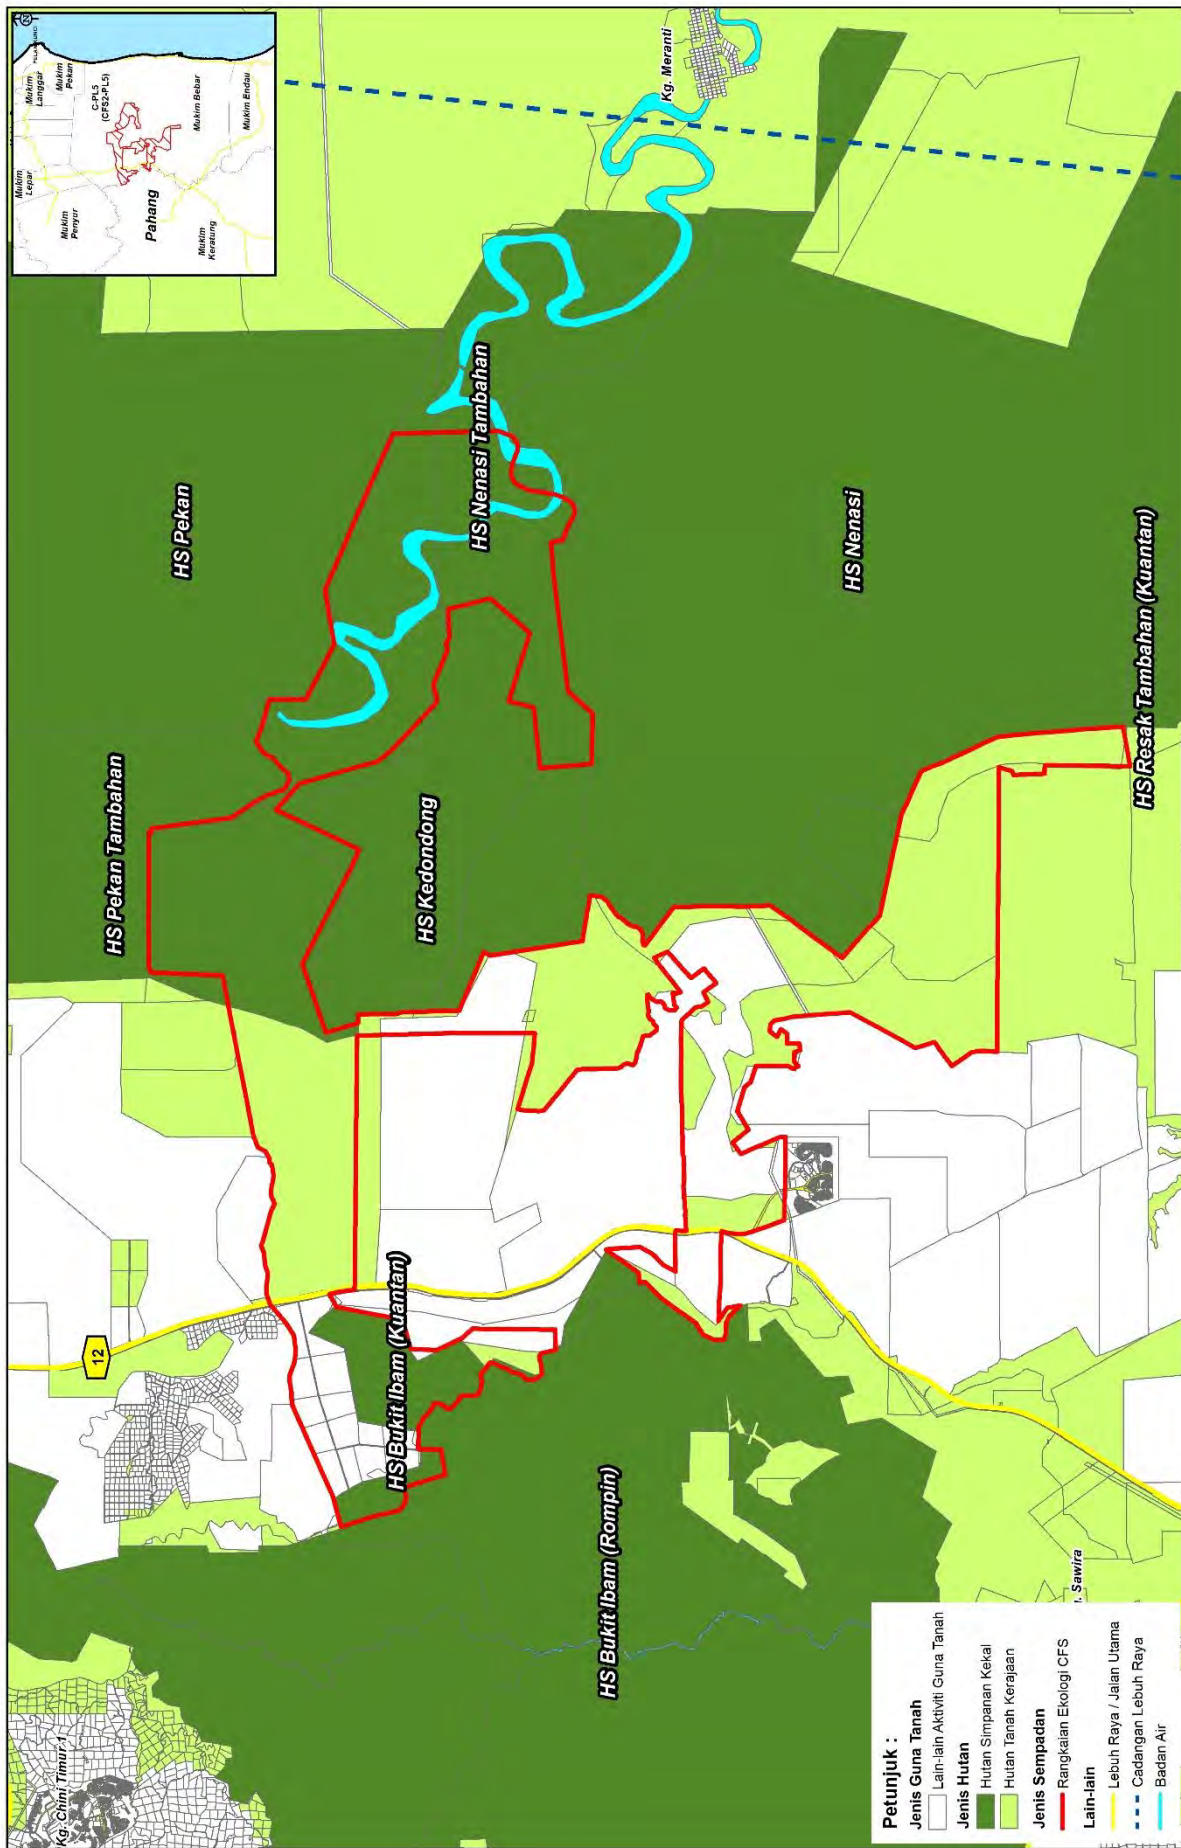 Mukim
Langgar
Mukim
Pekan
C-PL5
(CFS2-PL5)
Mukim
Lepar
Mukim
Penyur
Pahang
Mukim Bebar
Mukim
Keratung
Mukim Endau
N
Kg. Chini Timur 1
12
HS Pekan Tambahan
HS Pekan
HS Bukit Ibam (Kuantan)
HS Kedondong
HS Nenasi Tambahan
Kg. Meranti
HS Bukit Ibam (Rompin)
HS Nenasi
Sawira
HS Resak Tambahan (Kuantan)
Petunjuk :
Jenis Guna Tanah
Lain-lain Aktiviti Guna Tanah
Jenis Hutan
Hutan Simpanan Kekal
Hutan Tanah Kerajaan
Jenis Sempadan
Rangkaian Ekologi CFS
Lain-lain
Lebuh Raya / Jalan Utama
Cadangan Lebuh Raya
Badan Air